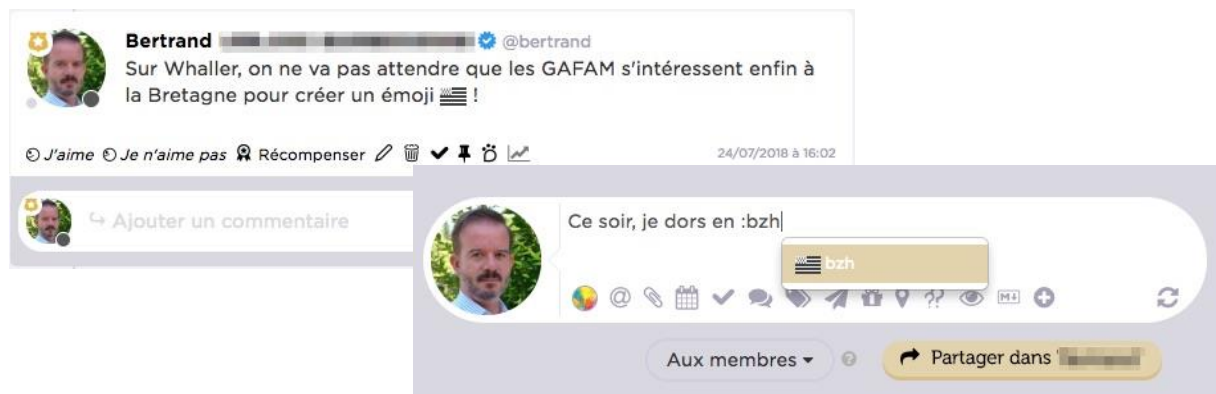 Bertrand @bertrand
Sur Whaller, on ne va pas attendre que les GAFAM s'intéressent enfin à
la Bretagne pour créer un émoji !
J'aime Je n'aime pas Récompenser
24/07/2018 à 16:02
Ajouter un commentaire
Ce soir, je dors en :bzh
bzh
@ ?? M↓
Aux membres ?
Partager dans '